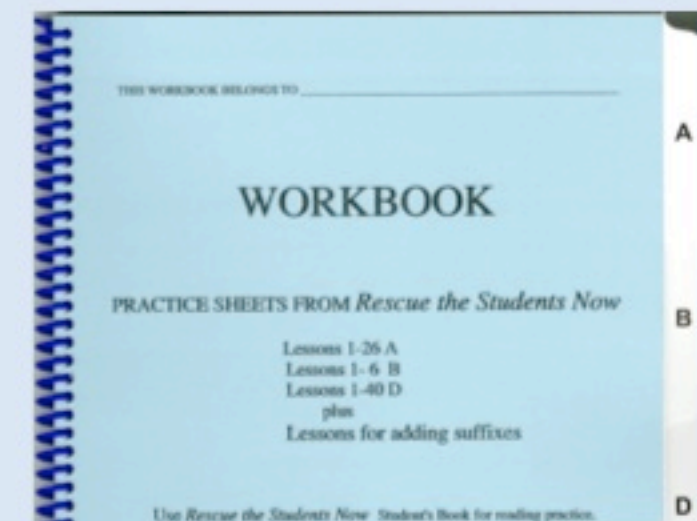 THIS WORKBOOK BELONGS TO
WORKBOOK
PRACTICE SHEETS FROM Rescue the Students Now
Lessons 1-26 A
Lessons 1- 6 B
Lessons 1-40 D
plus
Lessons for adding suffixes
Use Rescue the Students Now Student's Book for reading practice.
A
B
D